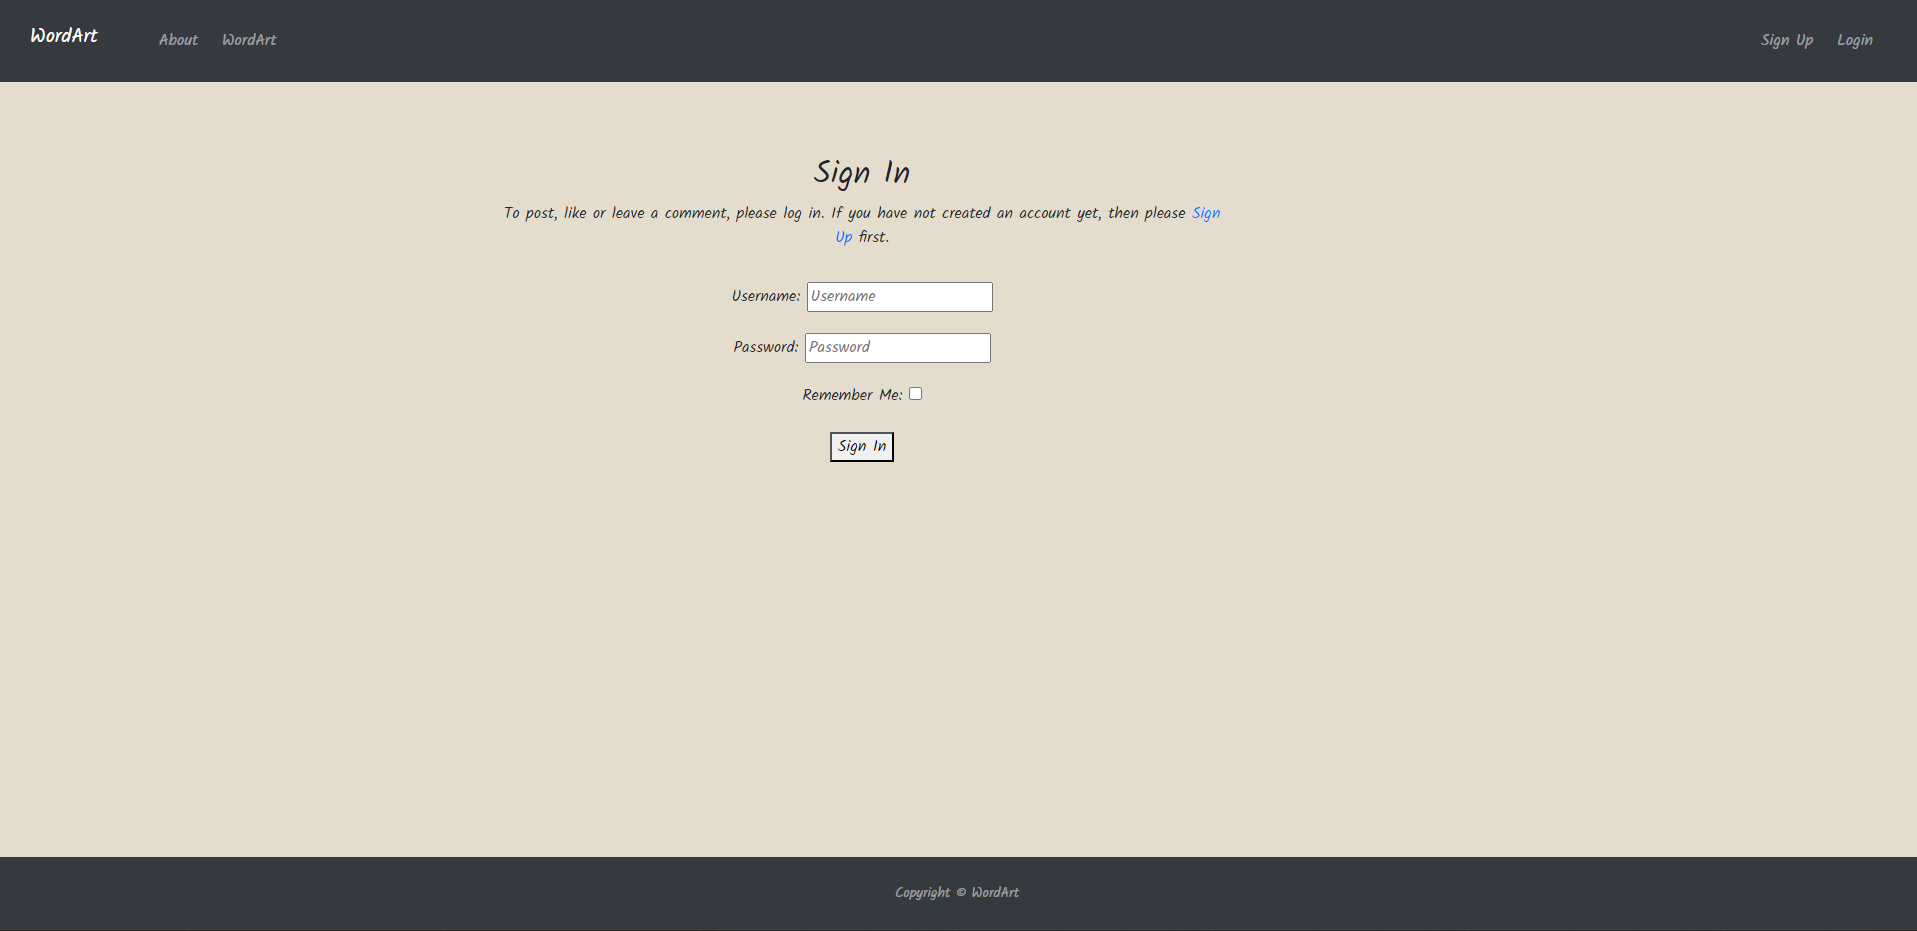 WordArt About WordArt Sign Up Login
Sign In
To post, like or leave a comment, please log in. If you have not created an account yet, then please Sign
Up first.
Username: Username
Password: Password
Remember Me:
Sign In
Copyright © WordArt